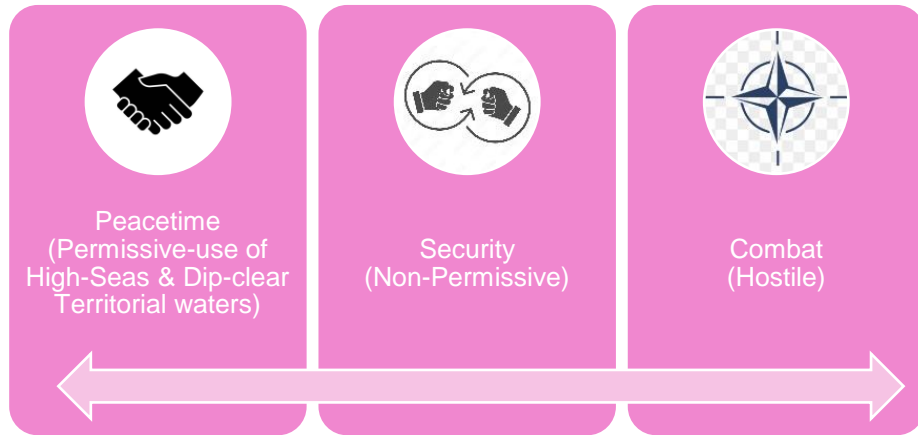 Peacetime
(Permissive-use of
High-Seas & Dip-clear
Territorial waters)
Security
(Non-Permissive)
Combat
(Hostile)